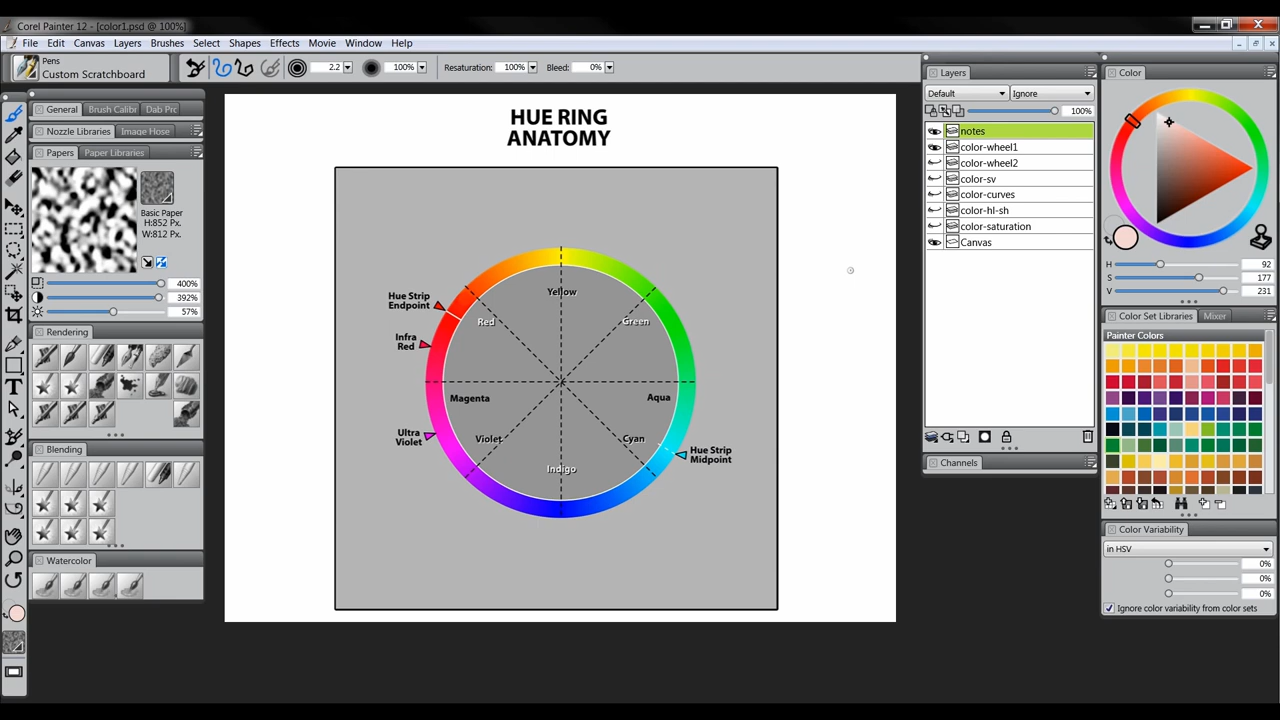 Corel Painter 12 - [color1.psd @ 100%]
File Edit Canvas Layers Brushes Select Shapes Effects Movie Window Help
Pens
Custom Scratchboard
2.2 100% Resaturation: 100% Bleed: 0%
General Brush Calibr Dab Pro
Nozzle Libraries Image Hose
Papers Paper Libraries
Basic Paper
H:852 Px.
W:812 Px.
400%
392%
57%
Rendering
Blending
Watercolor
HUE RING
ANATOMY
Hue Strip
Endpoint
Infra
Red
Ultra
Violet
Yellow
Red
Green
Magenta
Aqua
Violet
Cyan
Indigo
Hue Strip
Midpoint
Layers
Default Ignore
100%
notes
color-wheel1
color-wheel2
color-sv
color-curves
color-hl-sh
color-saturation
Canvas
Channels
Color
H 92
S 177
V 231
Color Set Libraries Mixer
Painter Colors
Color Variability
in HSV
0%
0%
0%
Ignore color variability from color sets